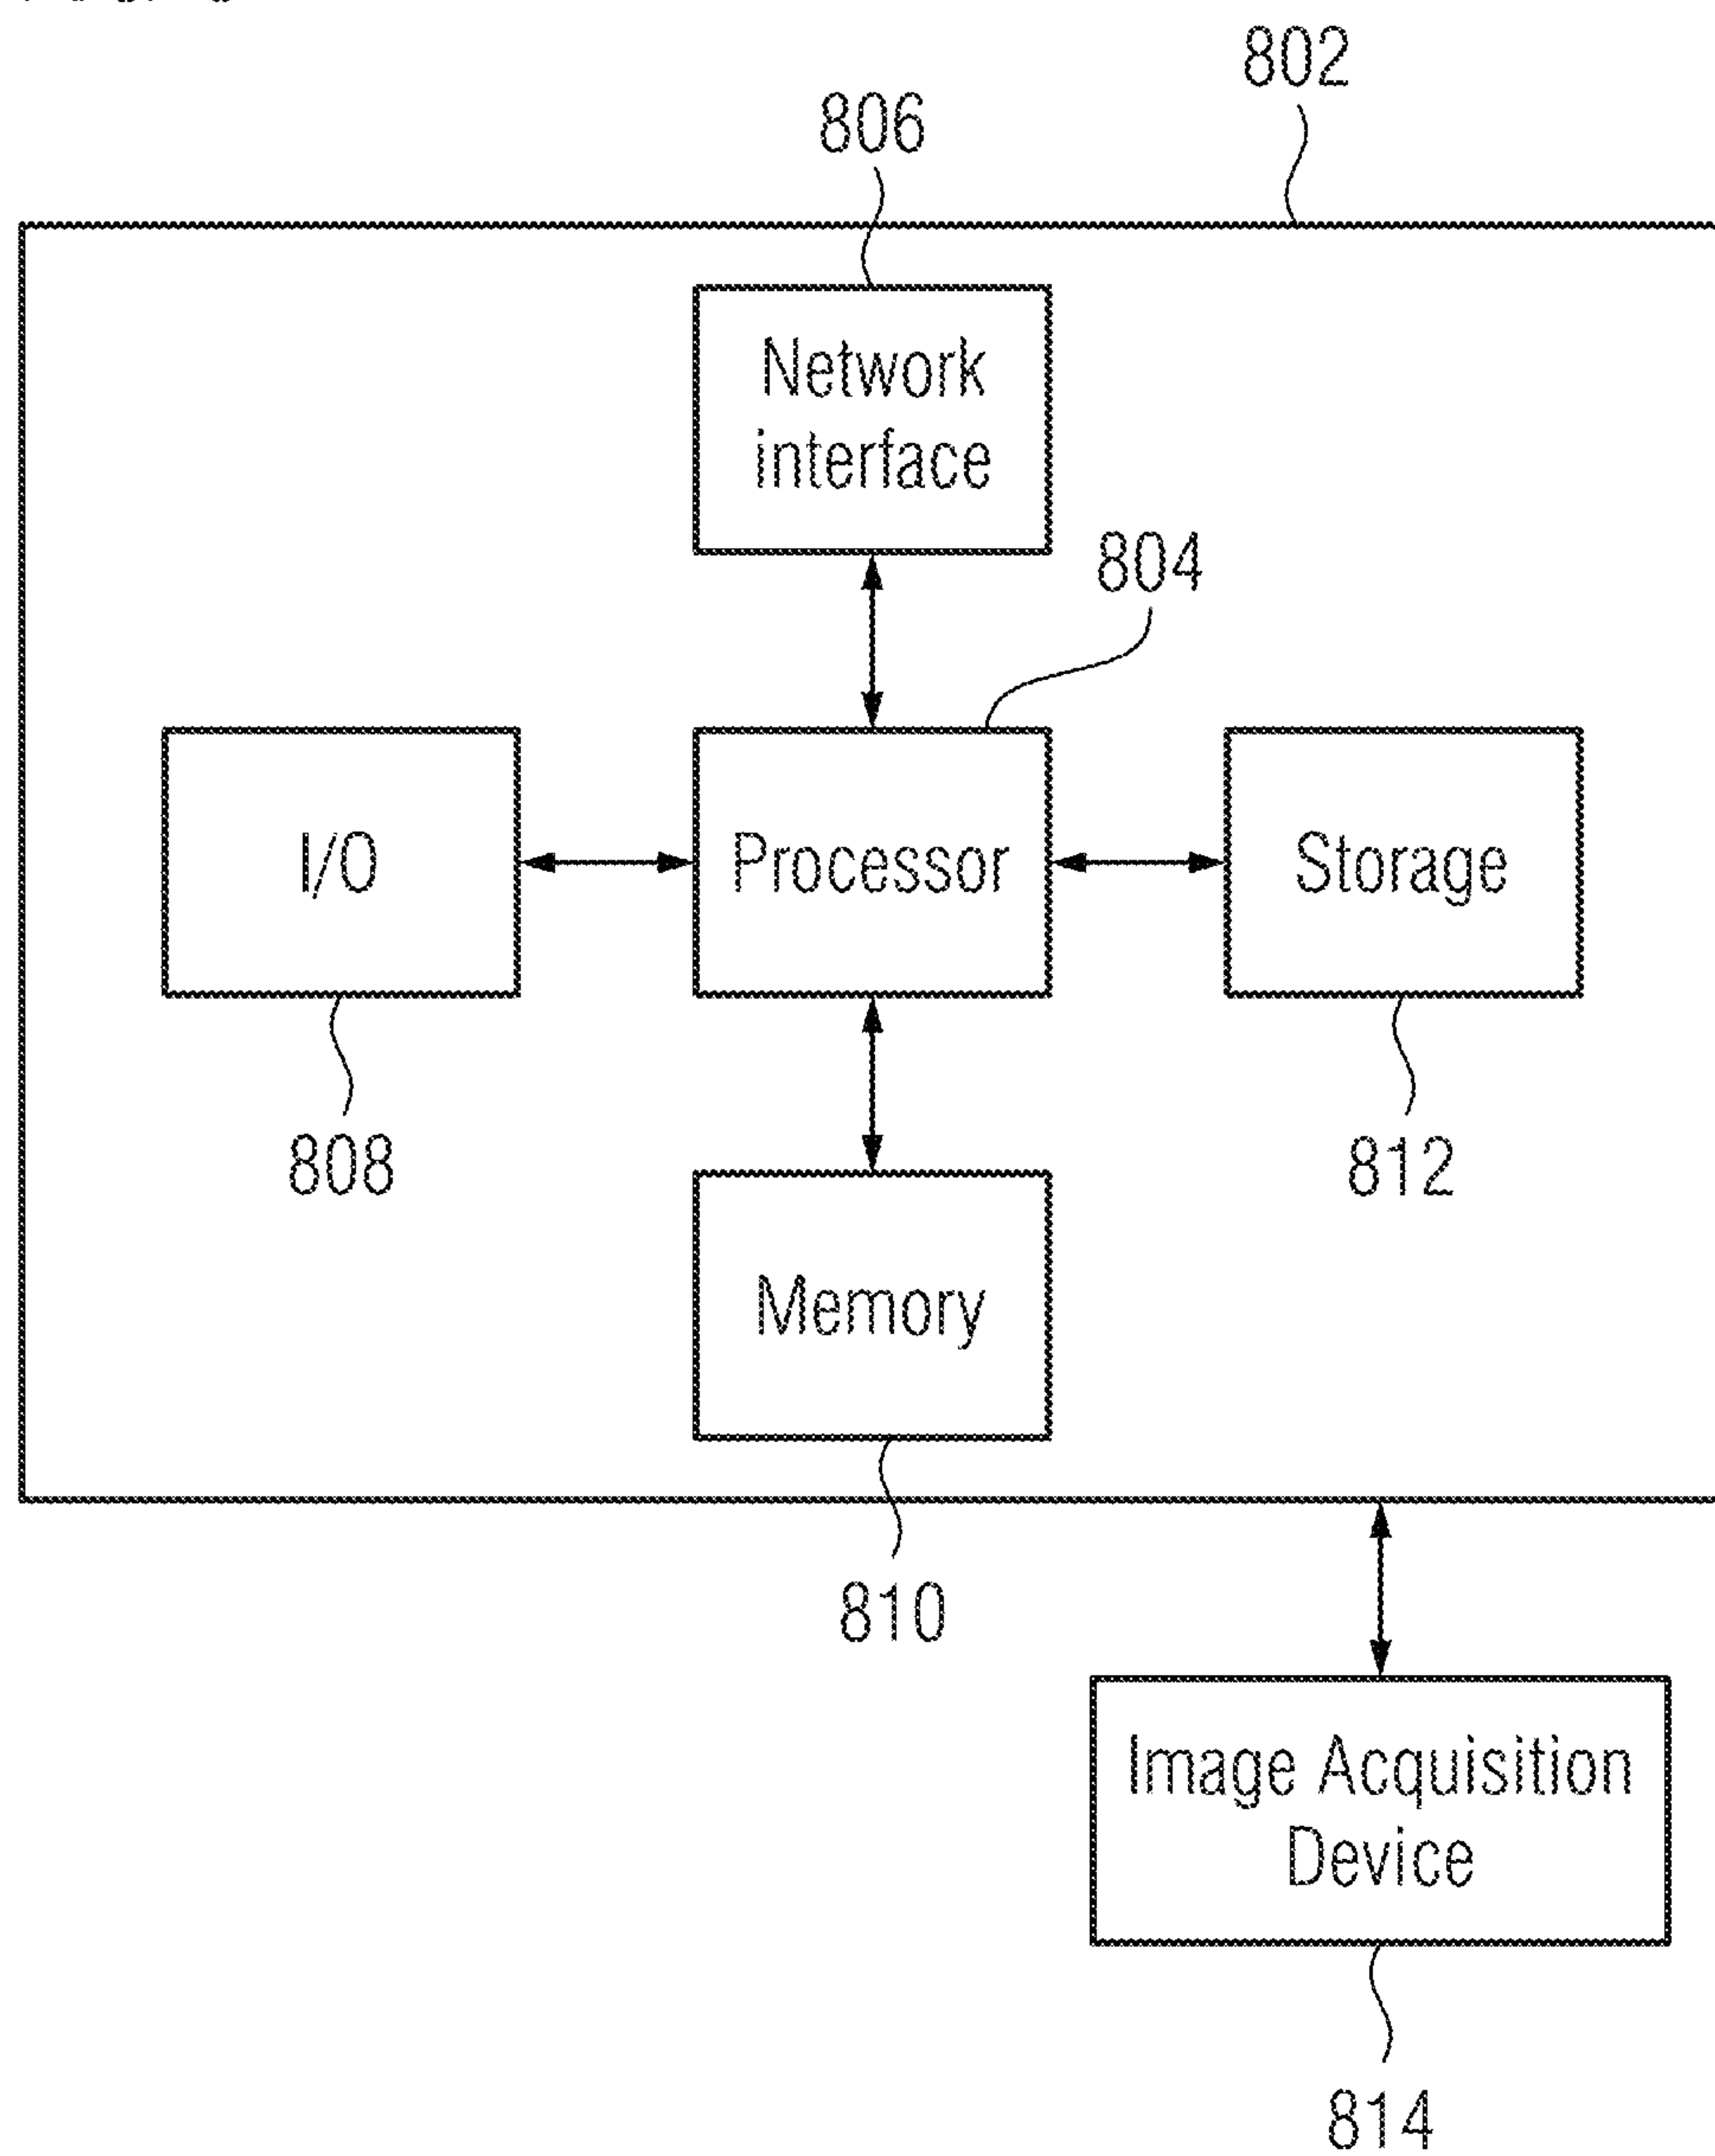 802
806
Network
interface
804
I/O
Processor
Storage
808
812
Memory
810
Image Acquisition
Device
814